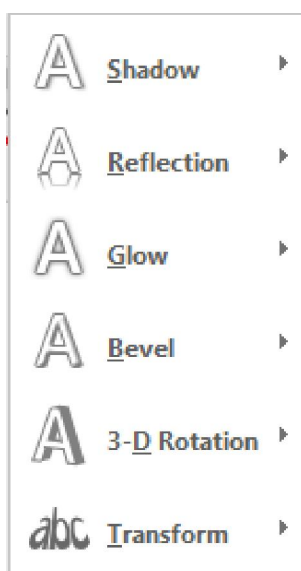 A Shadow
A Reflection
A Glow
A Bevel
A 3-D Rotation
abc Transform